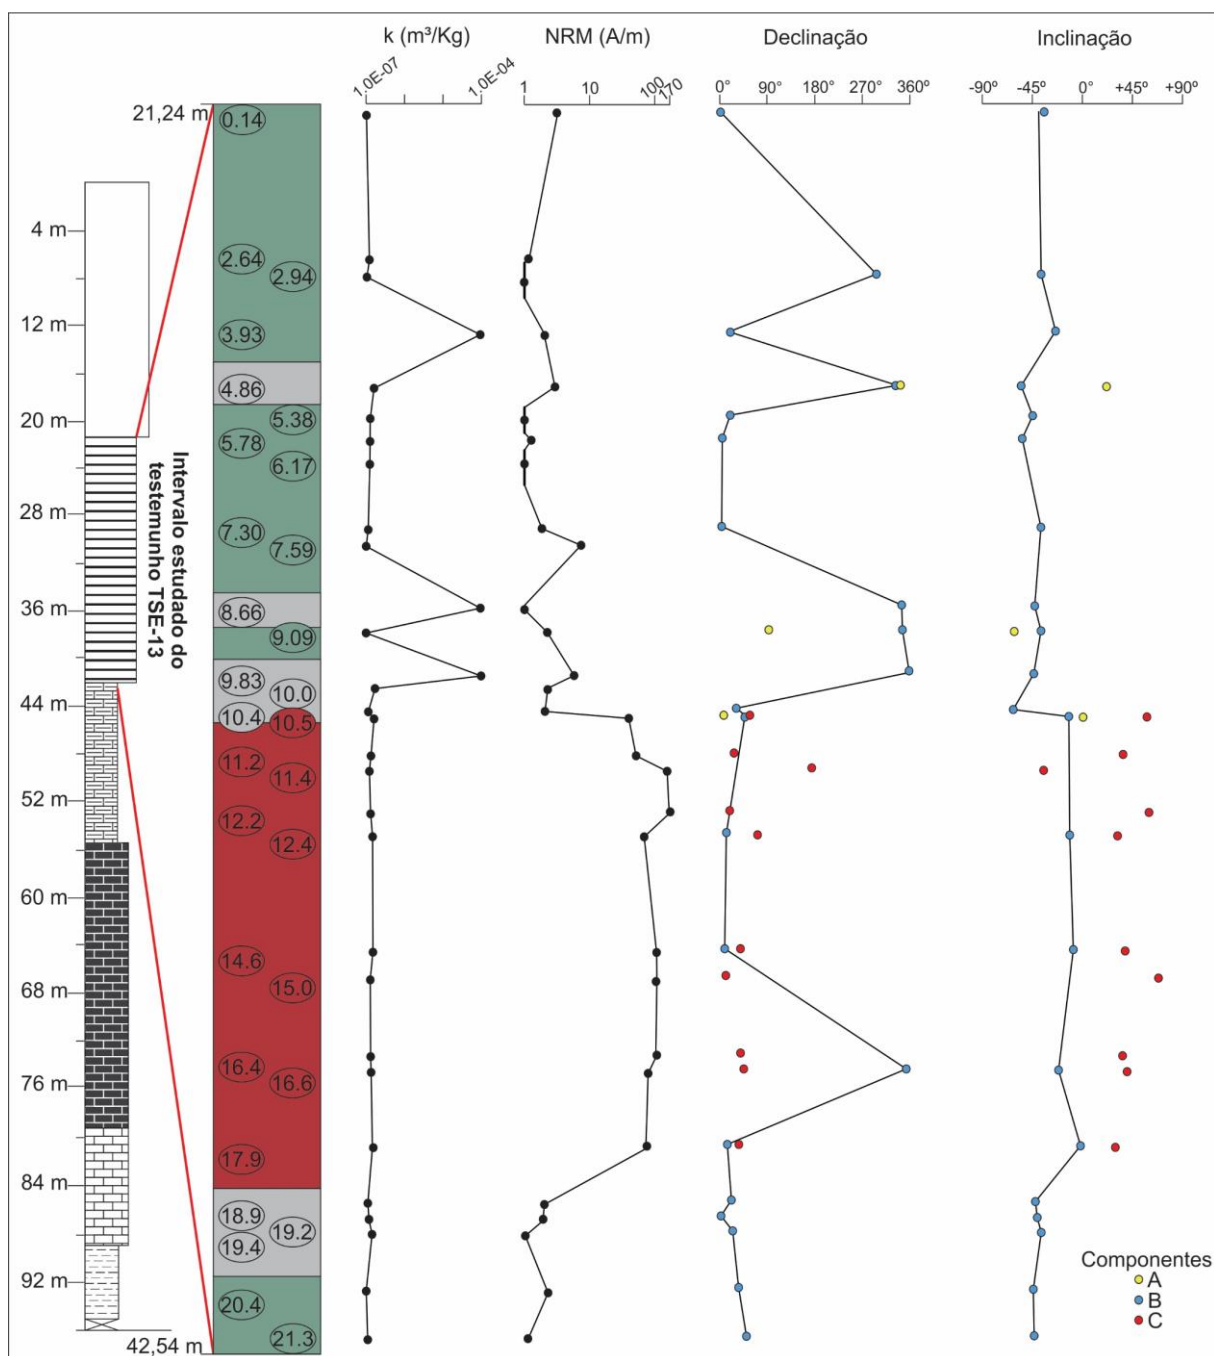 k (m³/Kg) NRM (A/m) Declinação Inclinação
1.0E-07 1.0E-04 1 10 100 170 0° 90° 180° 270° 360° -90° -45° 0 +45° +90°
21,24 m
0.14
4 m
2.64
2.94
12 m
3.93
4.86
20 m
5.38
5.78
6.17
Intervalo estudado do
testemunho TSE-13
28 m
7.30
7.59
36 m
8.66
9.09
9.83
10.0
44 m
10.4
10.5
11.2
11.4
52 m
12.2
12.4
60 m
14.6
68 m
15.0
16.4
76 m
16.6
17.9
84 m
18.9
19.2
19.4
92 m
20.4
21.3
42,54 m
Componentes
A
B
C